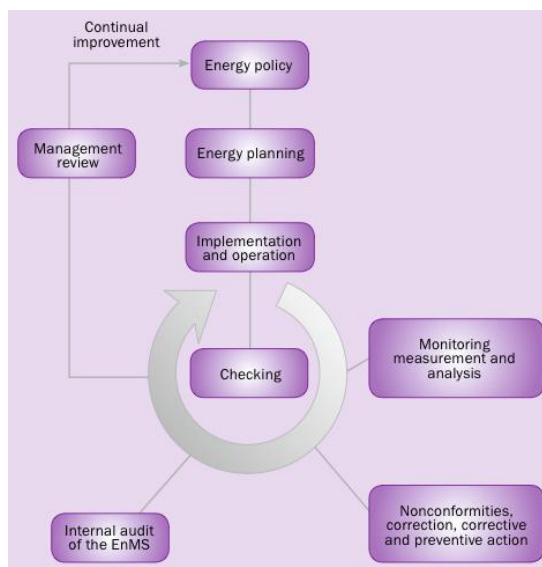 Continual
improvement
Energy policy
Management
review
Energy planning
Implementation
and operation
Checking
Monitoring
measurement and
analysis
Internal audit
of the EnMS
Nonconformities,
correction, corrective
and preventive action